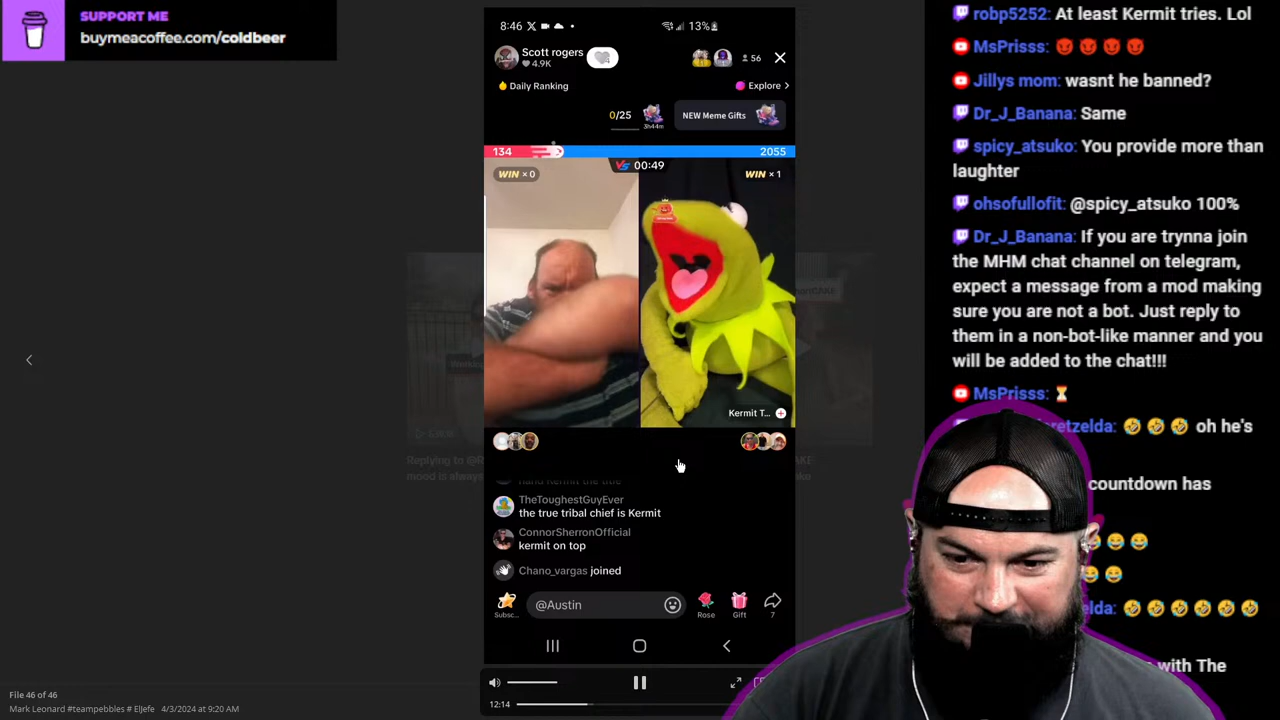 SUPPORT ME
buymeacoffee.com/coldbeer
8:46
13%
Scott rogers
4.9K
56
Daily Ranking
Explore
0/25
3h44m
NEW Meme Gifts
134
2055
VS 00:49
WIN × 0
WIN × 1
Kermit T...
TheToughestGuyEver
the true tribal chief is Kermit
ConnorSherronOfficial
kermit on top
Chano_vargas joined
Subsc...
@Austin
Rose
Gift
7
12:14
File 46 of 46
Mark Leonard #teampebbles # ElJefe 4/3/2024 at 9:20 AM
robp5252: At least Kermit tries. Lol
MsPrisss:
Jillys mom: wasnt he banned?
Dr_J_Banana: Same
spicy_atsuko: You provide more than
laughter
ohsofullofit: @spicy_atsuko 100%
Dr_J_Banana: If you are trynna join
the MHM chat channel on telegram,
expect a message from a mod making
sure you are not a bot. Just reply to
them in a non-bot-like manner and you
will be added to the chat!!!
MsPrisss:
etzelda: 🤣 🤣 🤣 oh he's
countdown has
elda: 🤣 🤣 🤣 🤣 🤣 🤣
with The